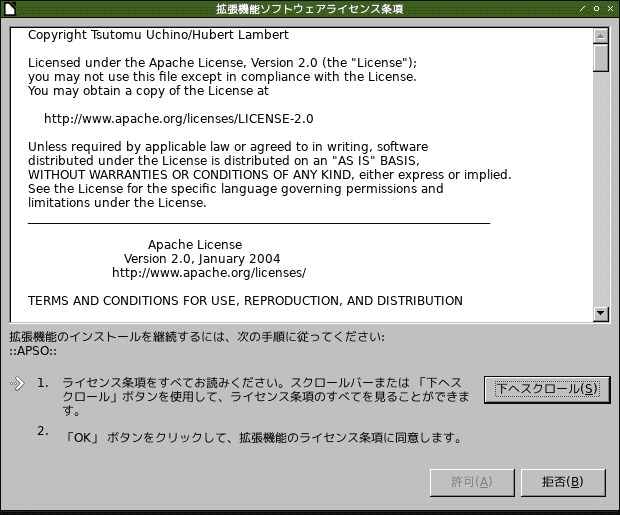 拡張機能ソフトウェアライセンス条項
Copyright Tsutomu Uchino/Hubert Lambert
Licensed under the Apache License, Version 2.0 (the "License");
you may not use this file except in compliance with the License.
You may obtain a copy of the License at
http://www.apache.org/licenses/LICENSE-2.0
Unless required by applicable law or agreed to in writing, software
distributed under the License is distributed on an "AS IS" BASIS,
WITHOUT WARRANTIES OR CONDITIONS OF ANY KIND, either express or implied.
See the License for the specific language governing permissions and
limitations under the License.
Apache License
Version 2.0, January 2004
http://www.apache.org/licenses/
TERMS AND CONDITIONS FOR USE, REPRODUCTION, AND DISTRIBUTION
拡張機能のインストールを継続するには、次の手順に従ってください:
::APSO::
1. ライセンス条項をすべてお読みください。スクロールバーまたは 「下へス
クロール」ボタンを使用して、ライセンス条項のすべてを見ることができま
す。
下へスクロール(S)
2. 「OK」 ボタンをクリックして、拡張機能のライセンス条項に同意します。
許可(A)
拒否(B)